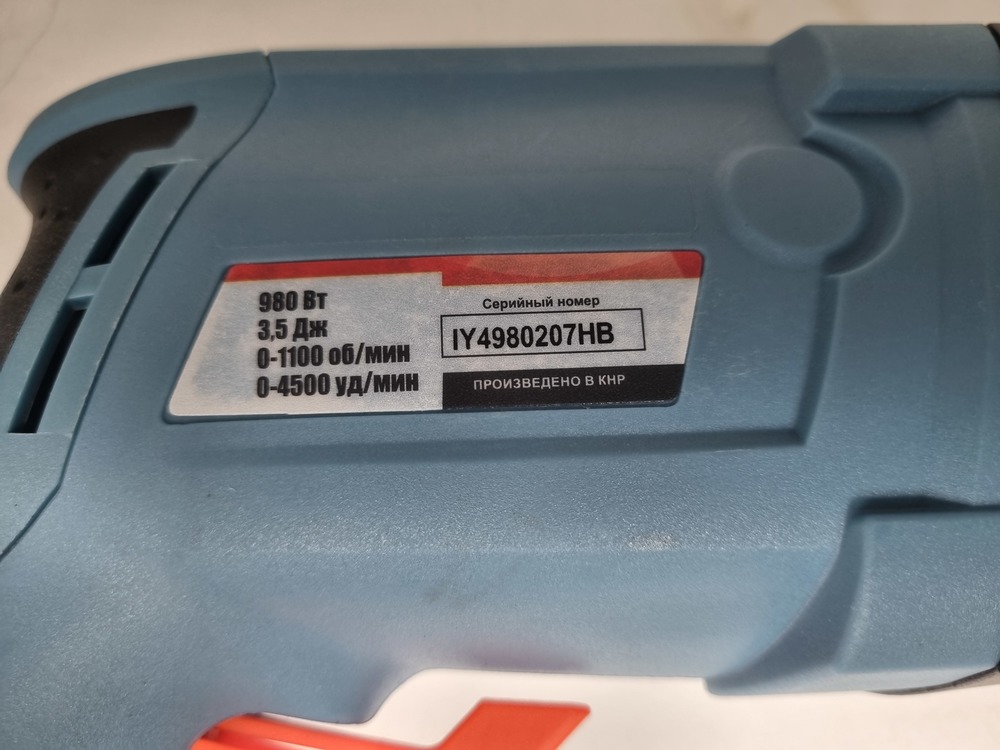 980 Вт
3,5 Дж
0-1100 об/мин
0-4500 уд/мин
Серийный номер
IY4980207HB
ПРОИЗВЕДЕНО В КНР